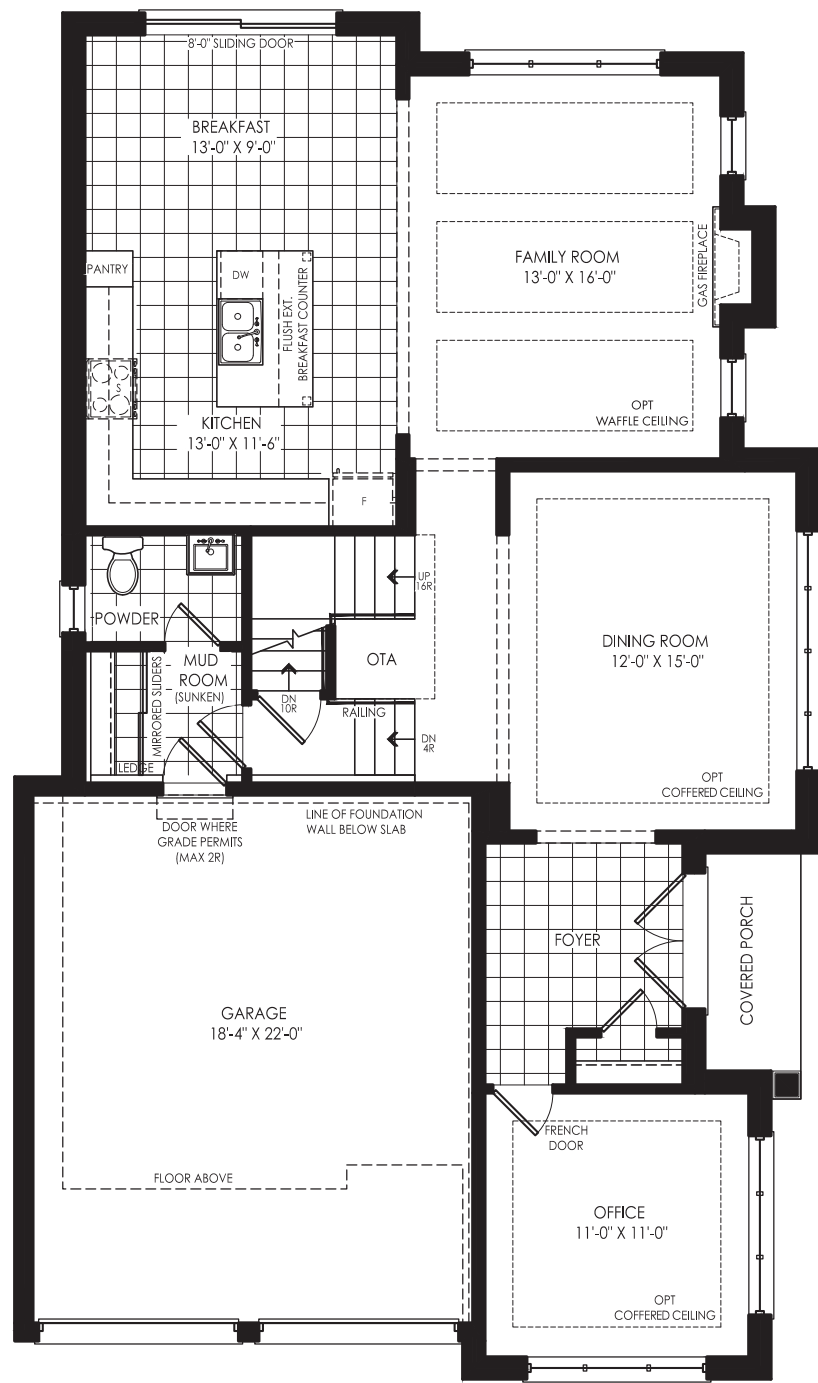 8'-0" SLIDING DOOR
BREAKFAST
13'-0" X 9'-0"
FAMILY ROOM
13'-0" X 16'-0"
GAS FIREPLACE
PANTRY
DW
FLUSH EXT.
BREAKFAST COUNTER
S
KITCHEN
13'-0" X 11'-6"
OPT
WAFFLE CEILING
F
UP
16R
POWDER
OTA
DINING ROOM
12'-0" X 15'-0"
MUD
ROOM
(SUNKEN)
MIRRORED SLIDERS
DN
10R
RAILING
DN
4R
LEDGE
OPT
COFFERED CEILING
DOOR WHERE
GRADE PERMITS
(MAX 2R)
LINE OF FOUNDATION
WALL BELOW SLAB
FOYER
COVERED PORCH
GARAGE
18'-4" X 22'-0"
FRENCH
DOOR
FLOOR ABOVE
OFFICE
11'-0" X 11'-0"
OPT
COFFERED CEILING